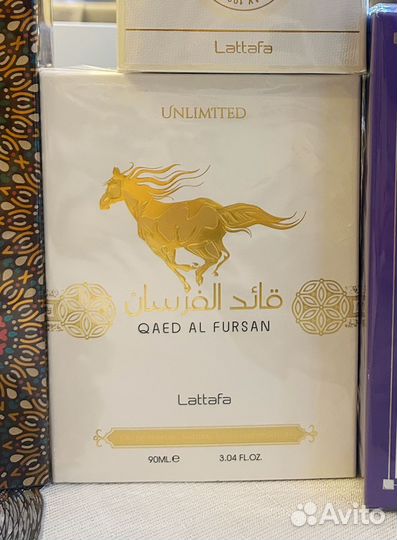 Lattafa
UNLIMITED
قائد الفرسان
QAED AL FURSAN
Lattafa
90ML.e 3.04 FL.OZ.
Avito